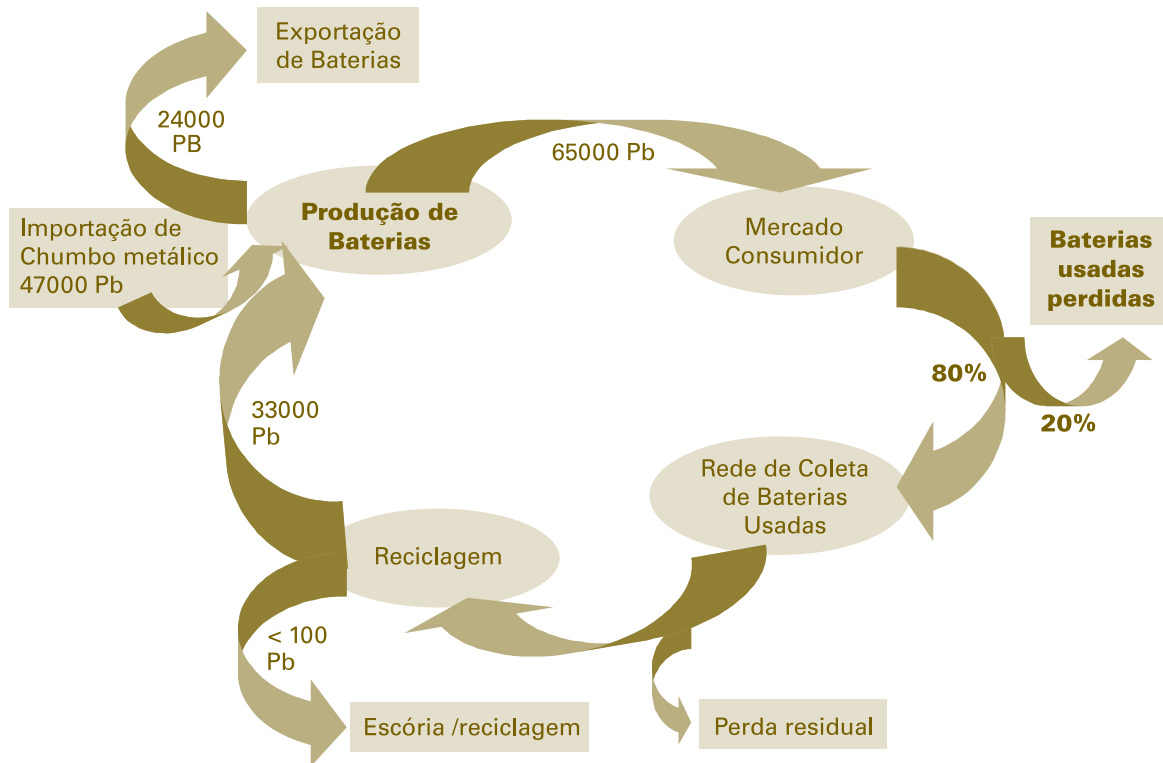 Exportação
de Baterias
24000
PB
65000 Pb
Produção de
Baterias
Importação de
Chumbo metálico
47000 Pb
Mercado
Consumidor
Baterias
usadas
perdidas
80%
20%
33000
Pb
Rede de Coleta
de Baterias
Usadas
Reciclagem
< 100
Pb
Escória /reciclagem
Perda residual